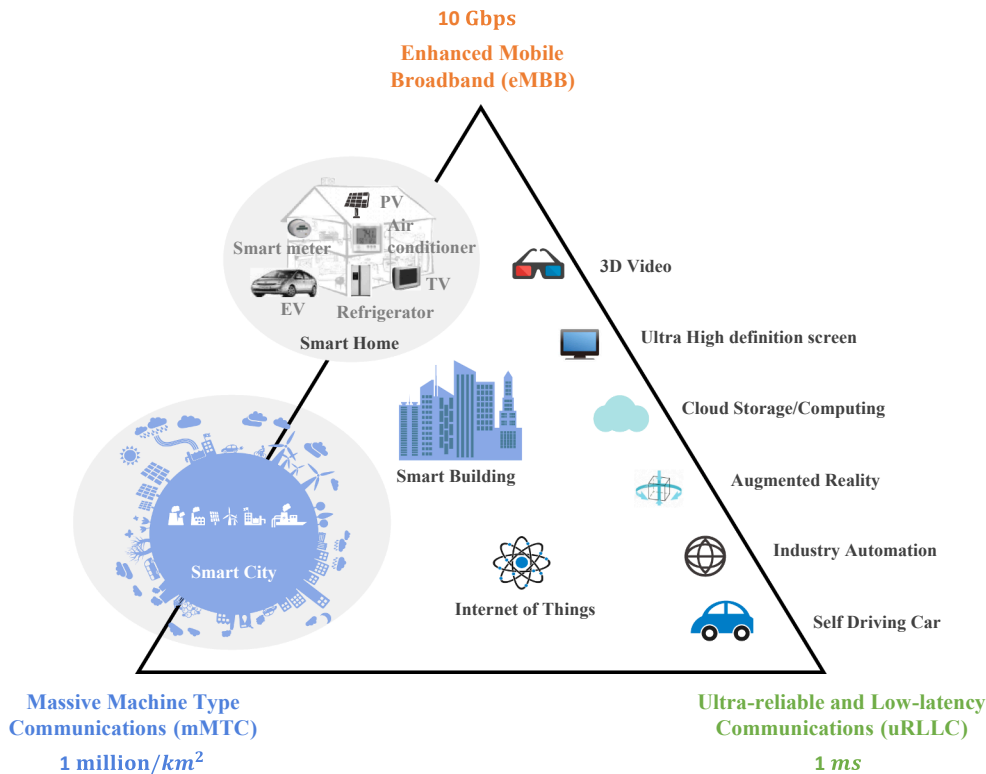 10 Gbps
Enhanced Mobile
Broadband (eMBB)
PV
Air
conditioner
Smart meter
TV
EV
Refrigerator
Smart Home
3D Video
Ultra High definition screen
Cloud Storage/Computing
Smart Building
Augmented Reality
Industry Automation
Smart City
Internet of Things
Self Driving Car
Massive Machine Type
Communications (mMTC)
1 million/km²
Ultra-reliable and Low-latency
Communications (uRLLC)
1 ms